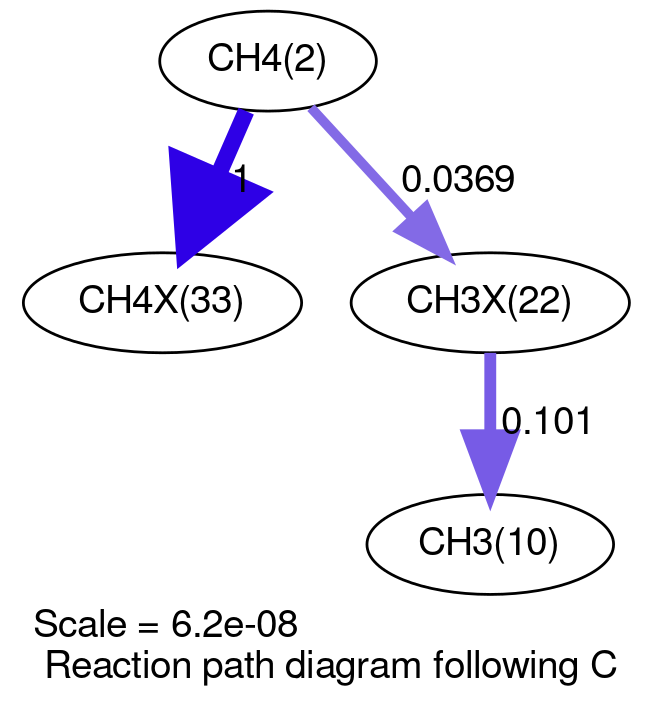 CH4(2)
1
0.0369
CH4X(33)
CH3X(22)
0.101
CH3(10)
Scale = 6.2e-08
Reaction path diagram following C